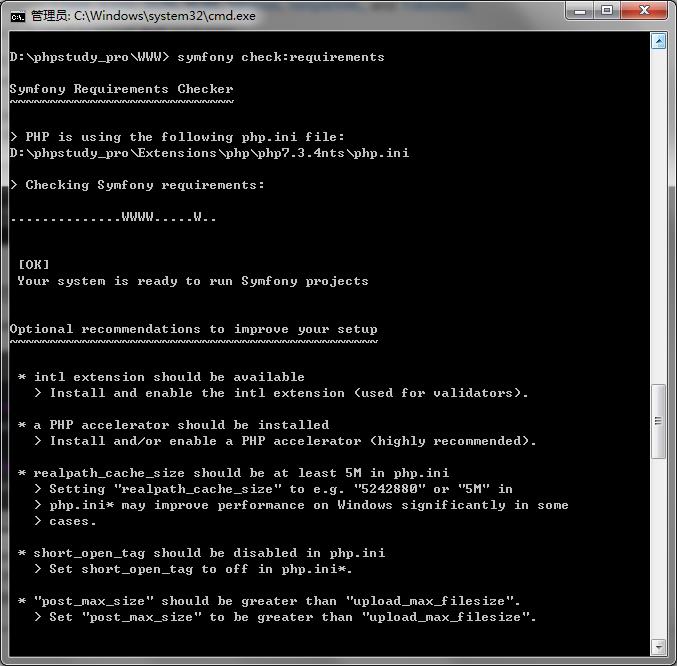 管理员: C:\Windows\system32\cmd.exe
D:\phpstudy_pro\WWW> symfony check:requirements
Symfony Requirements Checker
~~~~~~~~~~~~~~~~~~~~~~~~~~~~
> PHP is using the following php.ini file:
D:\phpstudy_pro\Extensions\php\php7.3.4nts\php.ini
> Checking Symfony requirements:
..............WWWW.....W..
[OK]
Your system is ready to run Symfony projects
Optional recommendations to improve your setup
~~~~~~~~~~~~~~~~~~~~~~~~~~~~~~~~~~~~~~~~~~~~~~
* intl extension should be available
> Install and enable the intl extension (used for validators).
* a PHP accelerator should be installed
> Install and/or enable a PHP accelerator (highly recommended).
* realpath_cache_size should be at least 5M in php.ini
> Setting "realpath_cache_size" to e.g. "5242880" or "5M" in
> php.ini* may improve performance on Windows significantly in some
> cases.
* short_open_tag should be disabled in php.ini
> Set short_open_tag to off in php.ini*.
* "post_max_size" should be greater than "upload_max_filesize".
> Set "post_max_size" to be greater than "upload_max_filesize".